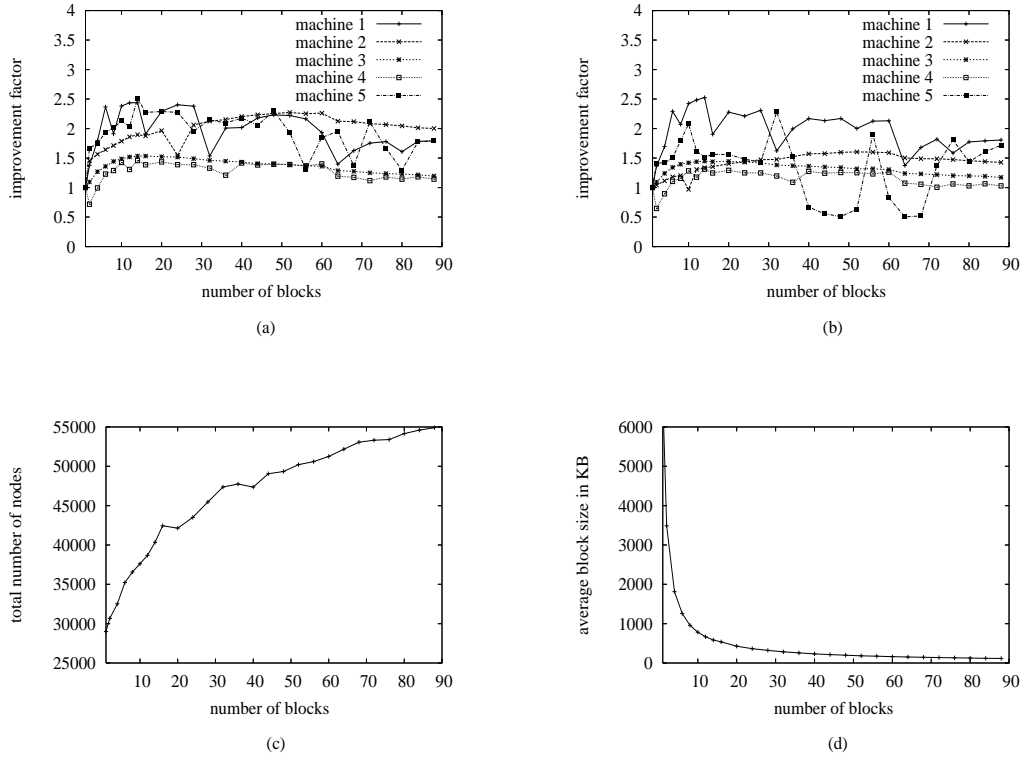 4
3.5
3
2.5
2
1.5
1
0.5
0
improvement factor
machine 1
machine 2
machine 3
machine 4
machine 5
10 20 30 40 50 60 70 80 90
number of blocks
(a)
4
3.5
3
2.5
2
1.5
1
0.5
0
improvement factor
machine 1
machine 2
machine 3
machine 4
machine 5
10 20 30 40 50 60 70 80 90
number of blocks
(b)
55000
50000
45000
40000
35000
30000
25000
total number of nodes
10 20 30 40 50 60 70 80 90
number of blocks
(c)
6000
5000
4000
3000
2000
1000
0
average block size in KB
10 20 30 40 50 60 70 80 90
number of blocks
(d)